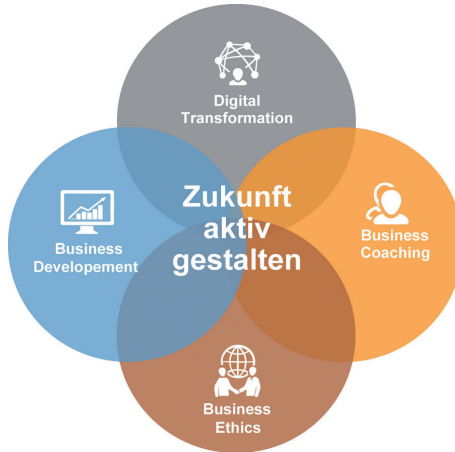 Digital
Transformation
Zukunft
aktiv
gestalten
Business
Developement
Business
Coaching
Business
Ethics